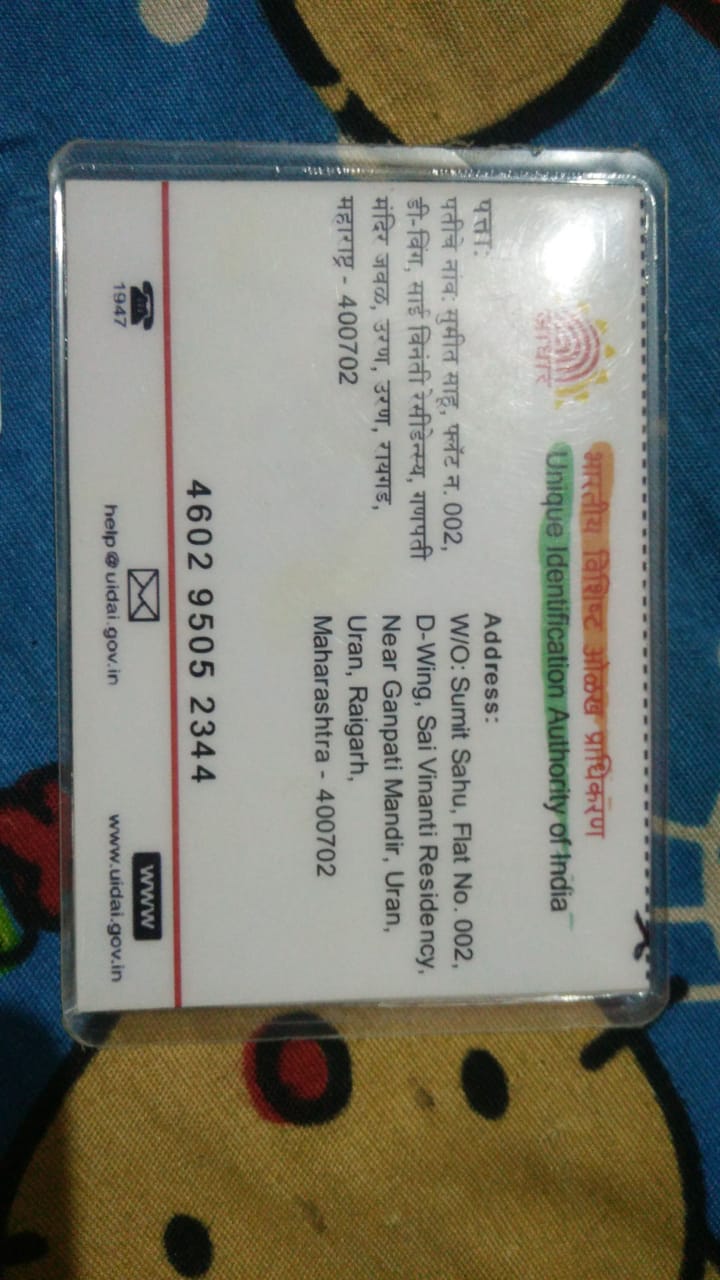 आधार
भारतीय विशिष्ट ओळख प्राधिकरण
Unique Identification Authority of India
पत्ता:
पतीचे नांव: सुमीत साहू, फ्लॅट न. 002,
डी-विंग, साई विनंती रेसीडेन्स्य, गणपती
मंदिर जवळ, उरण, उरण, रायगड,
महाराष्ट्र - 400702
Address:
W/O: Sumit Sahu, Flat No. 002,
D-Wing, Sai Vinanti Residency,
Near Ganpati Mandir, Uran,
Uran, Raigarh,
Maharashtra - 400702
4602 9505 2344
1947
help@uidai.gov.in
www
www.uidai.gov.in